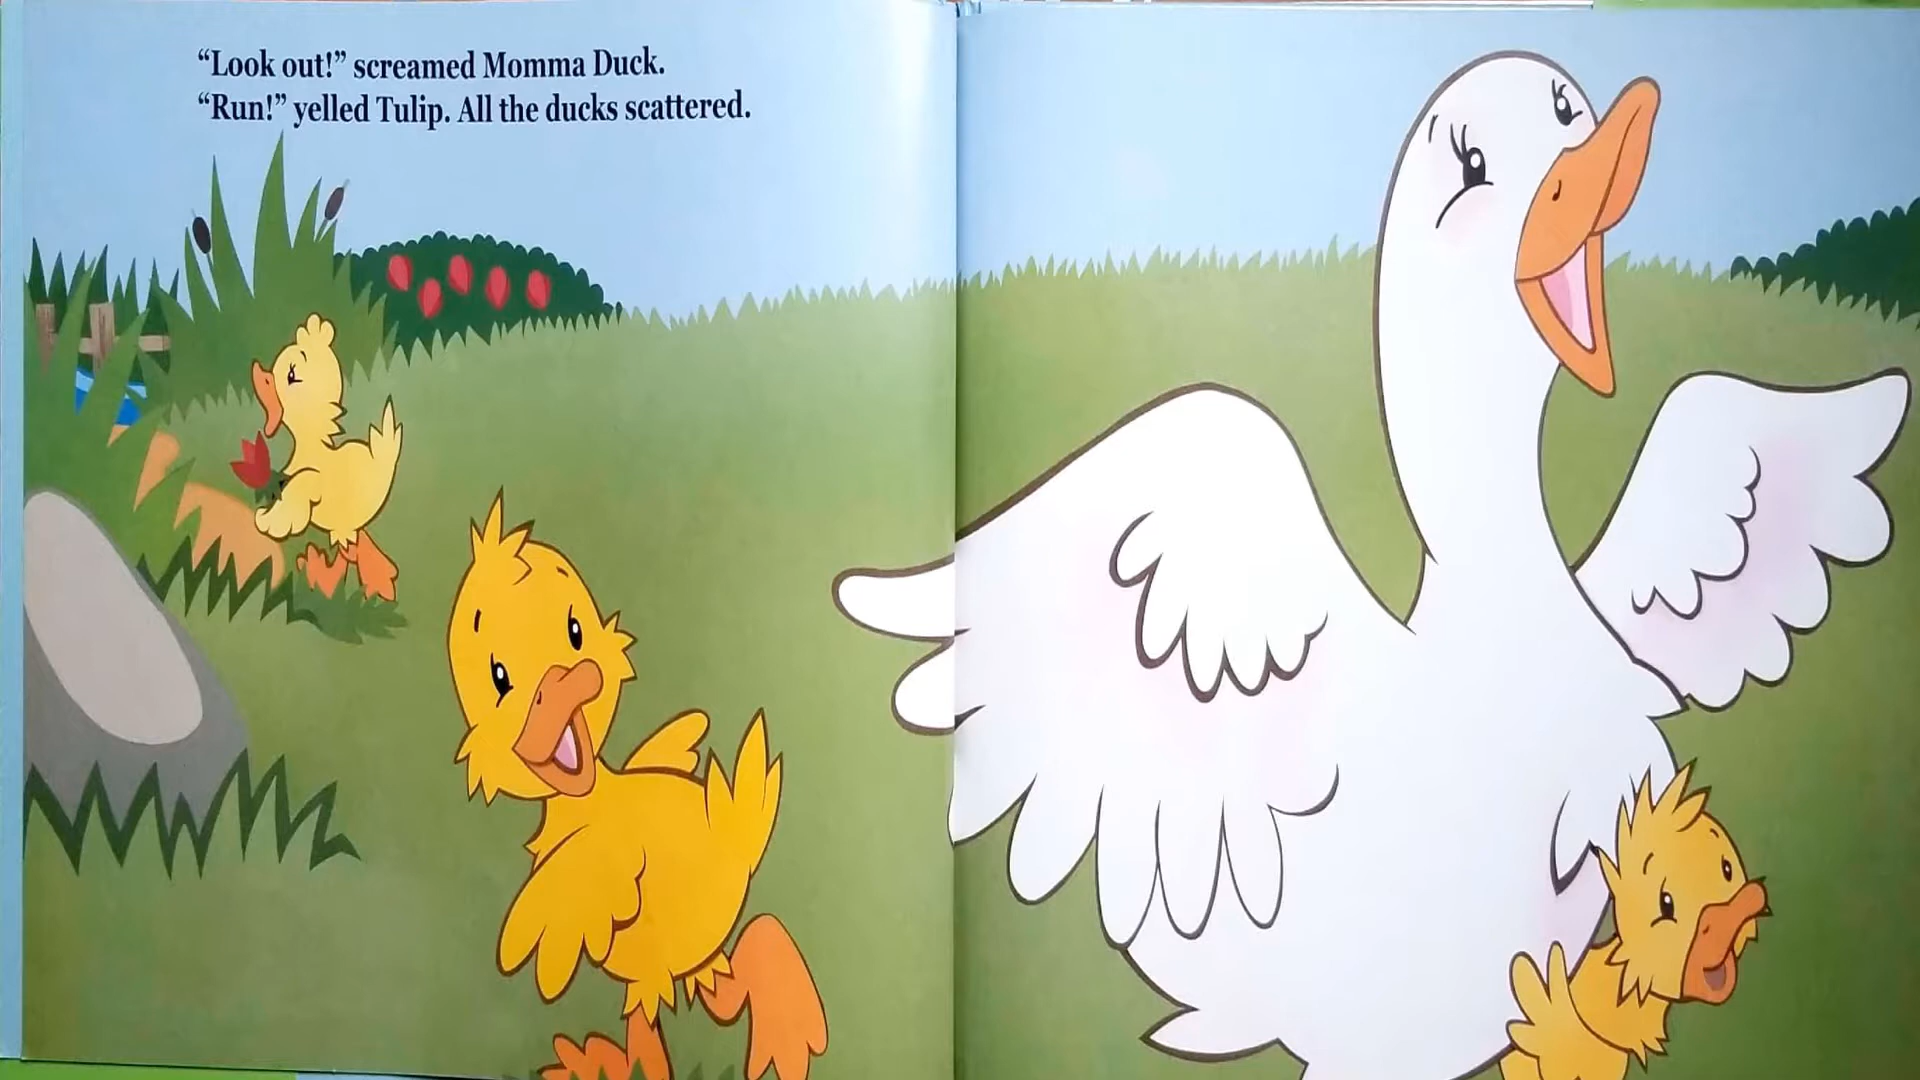 “Look out!” screamed Momma Duck.
“Run!” yelled Tulip. All the ducks scattered.